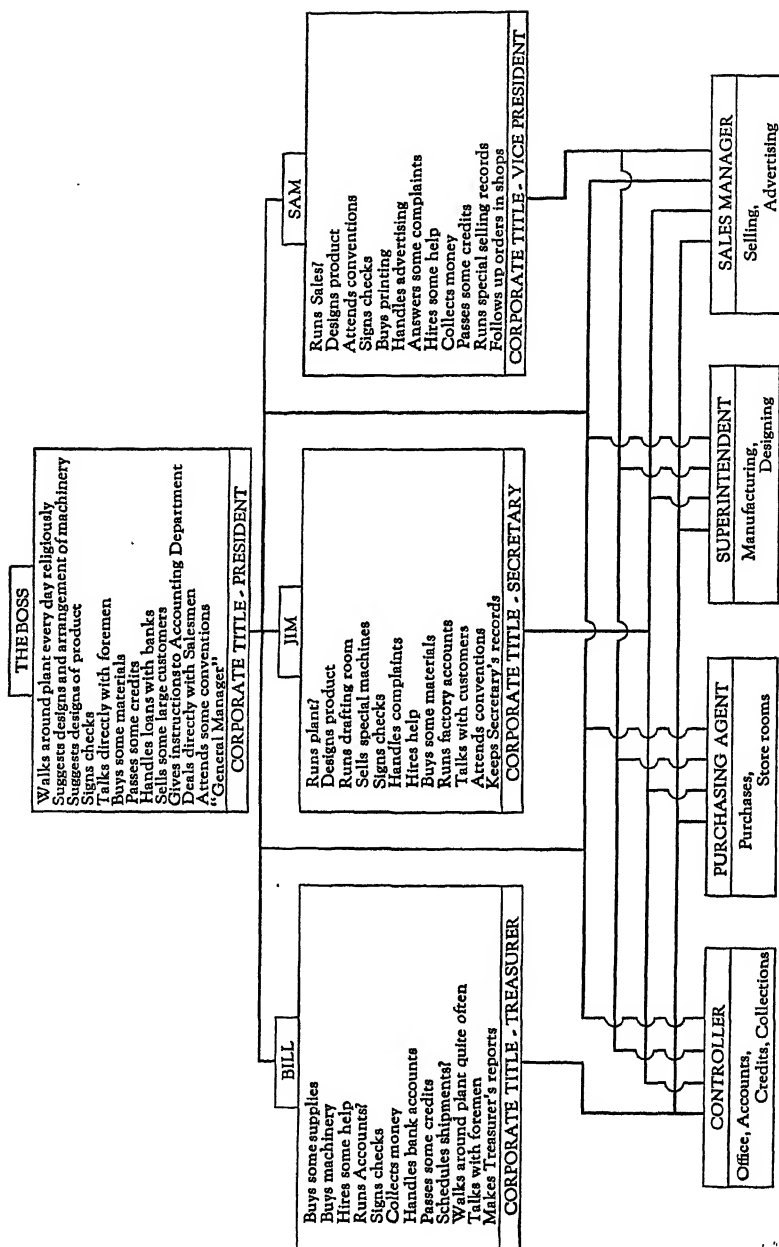 THE BOSS
Walks around plant every day religiously
Suggests designs and arrangement of machinery
Suggests designs of product
Signs checks
Talks directly with foremen
Buys some materials
Passes some credits
Handles loans with banks
Sells some large customers
Gives instructions to Accounting Department
Deals directly with Salesmen
Attends some conventions
"General Manager"
CORPORATE TITLE - PRESIDENT
BILL
Buys some supplies
Buys machinery
Hires some help
Runs Accounts?
Signs checks
Collects money
Handles bank accounts
Passes some credits
Schedules shipments?
Walks around plant quite often
Talks with foremen
Makes Treasurer's reports
CORPORATE TITLE - TREASURER
JIM
Runs plant?
Designs product
Runs drafting room
Sells special machines
Signs checks
Handles complaints
Hires help
Buys some materials
Runs factory accounts
Talks with customers
Attends conventions
Keeps Secretary's records
CORPORATE TITLE - SECRETARY
SAM
Runs Sales?
Designs product
Attends conventions
Signs checks
Buys printing
Handles advertising
Answers some complaints
Hires some help
Collects money
Passes some credits
Runs special selling records
Follows up orders in shops
CORPORATE TITLE - VICE PRESIDENT
CONTROLLER
Office, Accounts,
Credits, Collections
PURCHASING AGENT
Purchases,
Store rooms
SUPERINTENDENT
Manufacturing,
Designing
SALES MANAGER
Selling,
Advertising